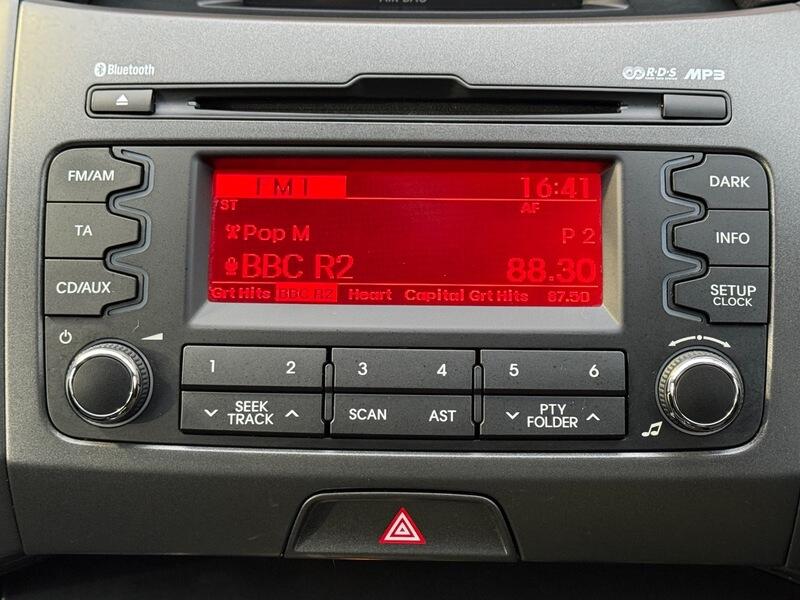 Bluetooth
R·D·S MP3
FM/AM
TA
CD/AUX
FM1 16:41
ST AF
Pop M P 2
BBC R2 88.30
Grt Hits BBC R2 Heart Capital Grt Hits 87.50
DARK
INFO
SETUP
CLOCK
1 2 3 4 5 6
SEEK
TRACK
SCAN AST
PTY
FOLDER